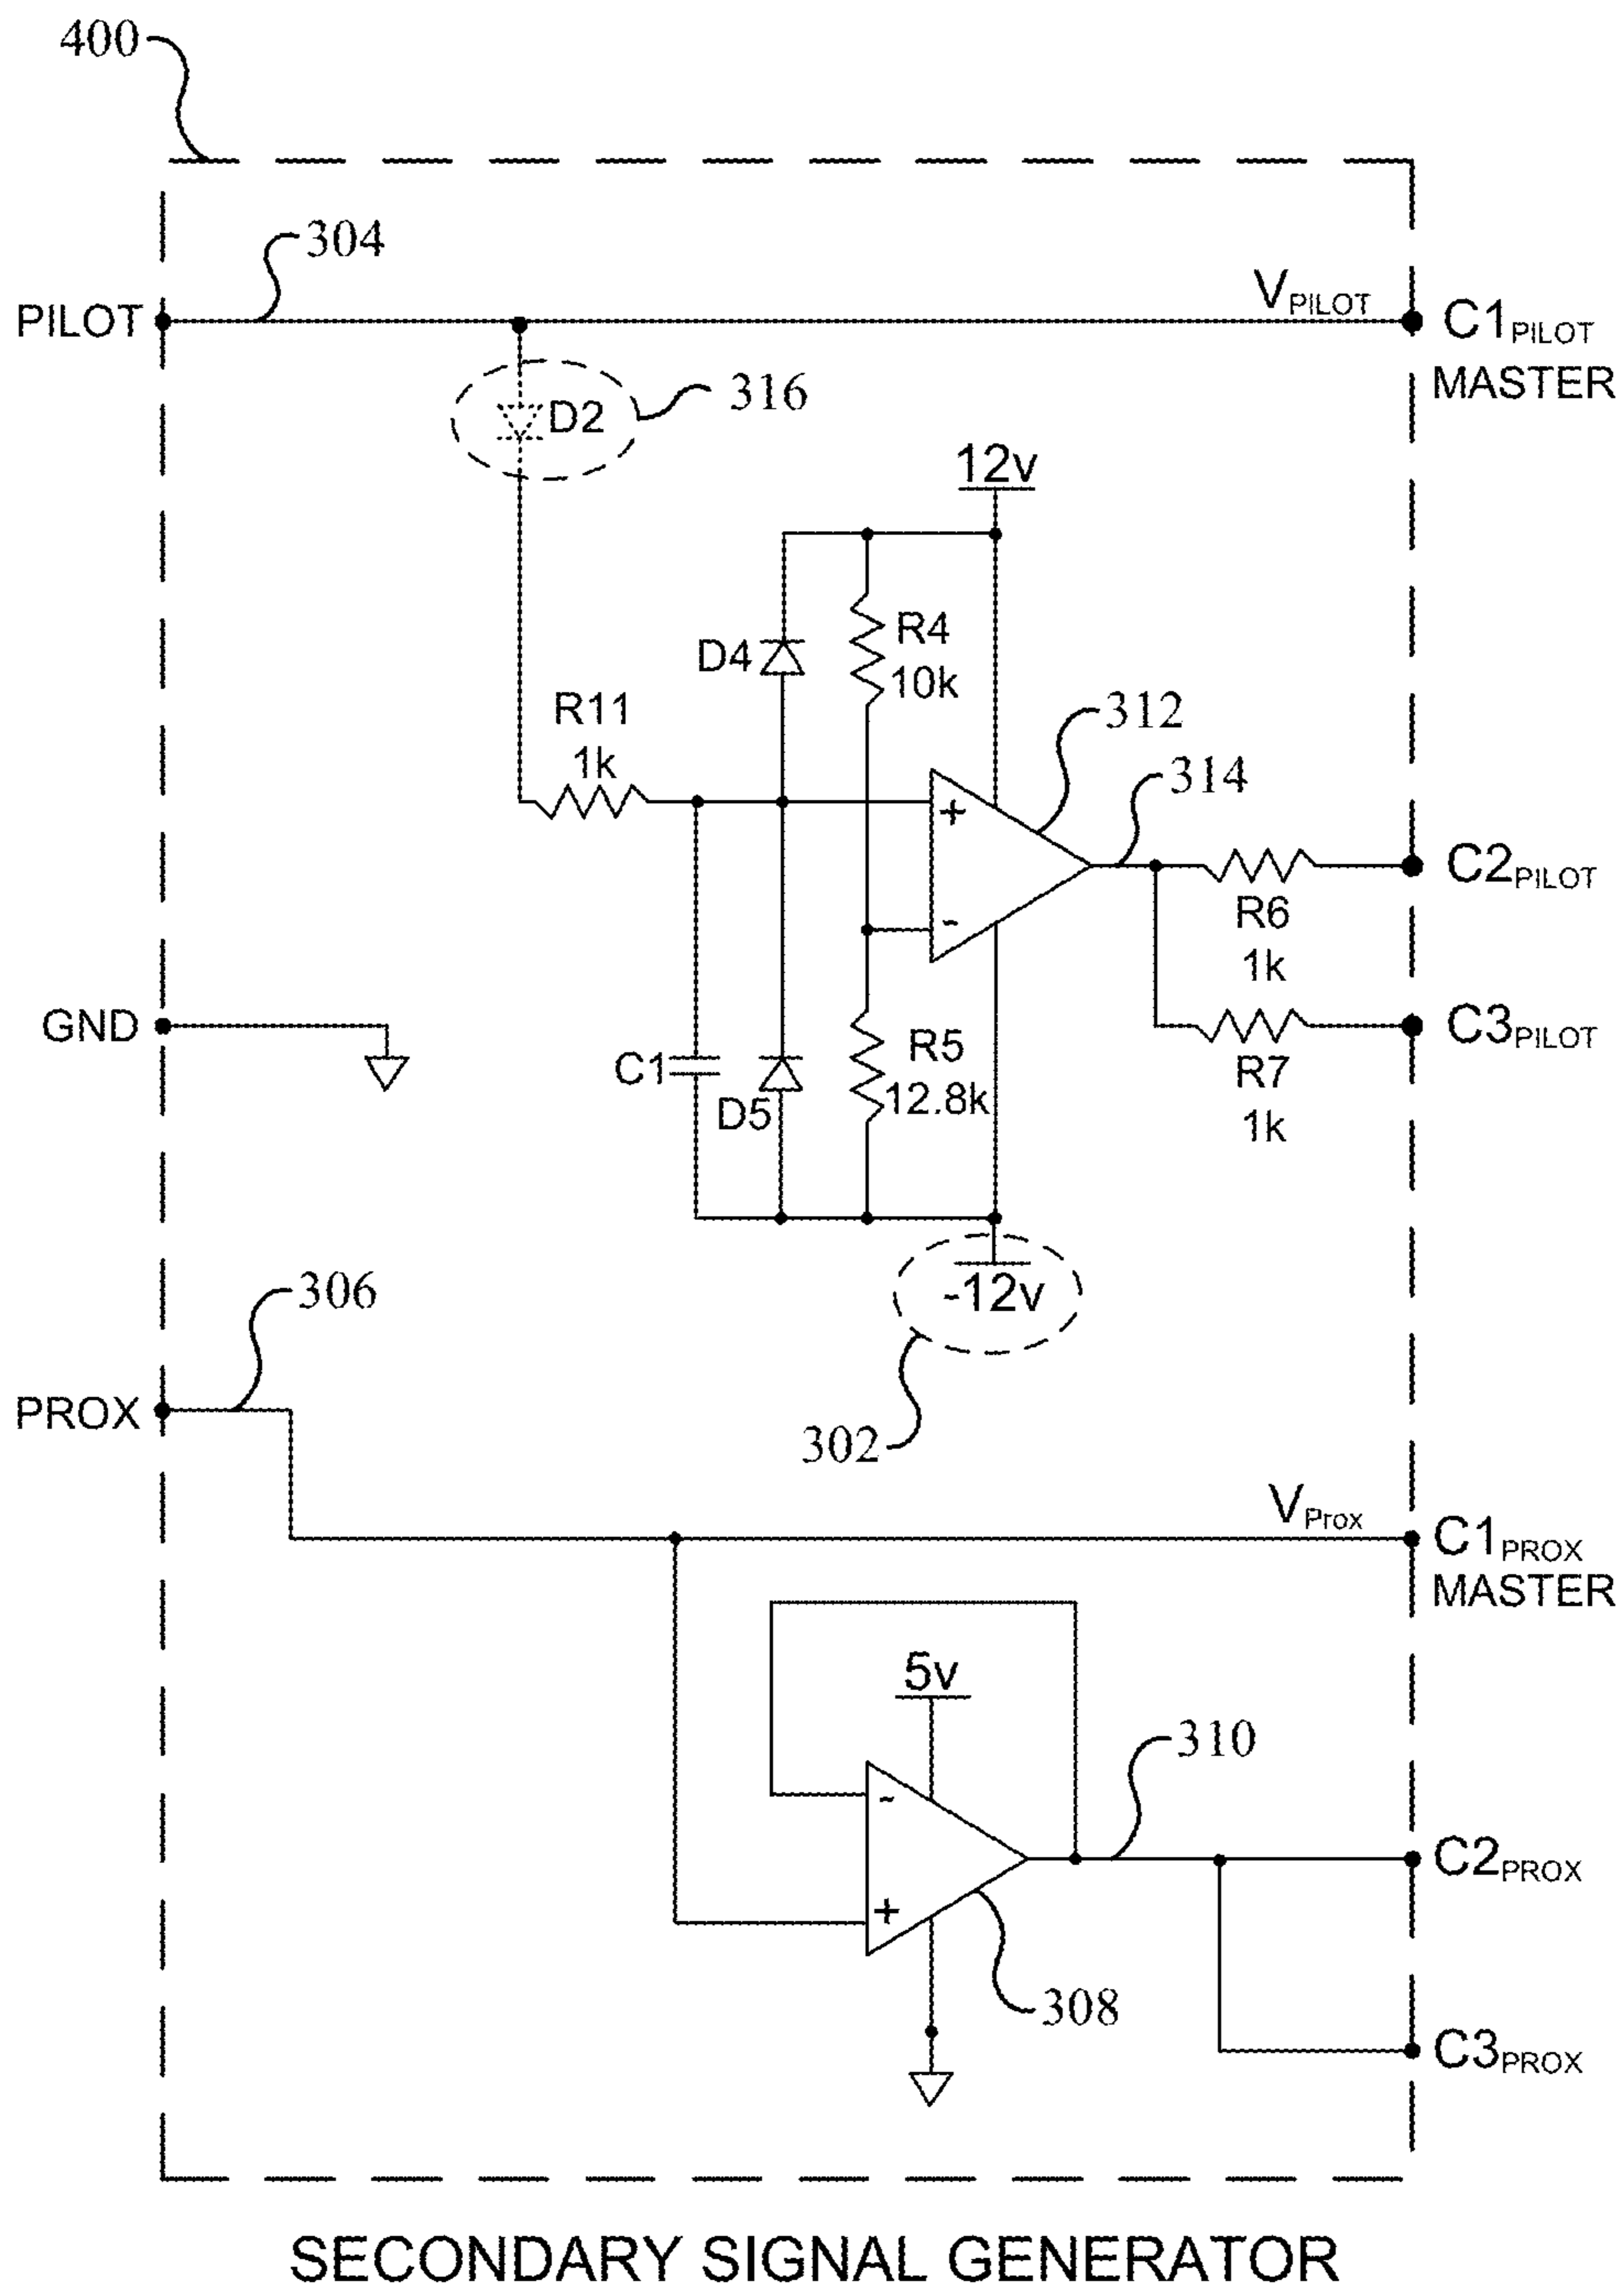 400
304
PILOT
VPILOT
C1PILOT
MASTER
D2
316
12v
D4
R4
10k
R11
1k
312
314
+
-
C2PILOT
R6
1k
GND
C3PILOT
C1
D5
R5
12.8k
R7
1k
-12v
302
306
PROX
VProx
C1PROX
MASTER
5v
310
-
+
C2PROX
308
C3PROX
SECONDARY SIGNAL GENERATOR